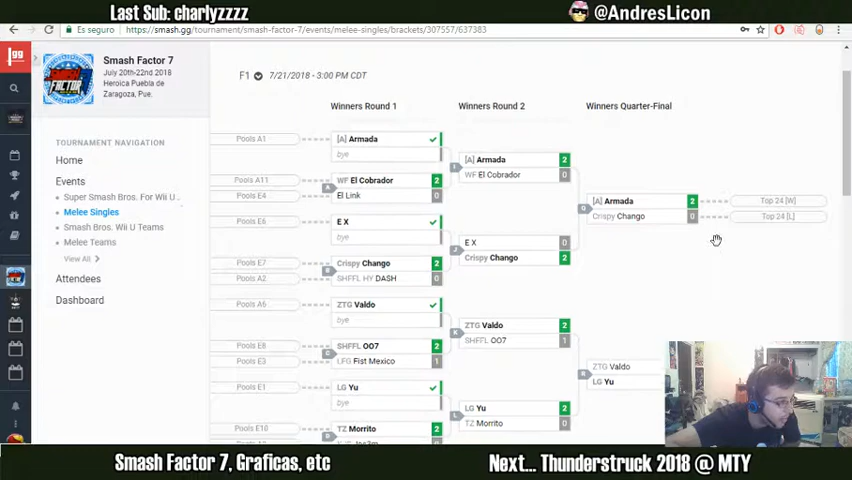 Last Sub: charlyzzzz
@AndresLicon
Es seguro
https://smash.gg/tournament/smash-factor-7/events/melee-singles/brackets/307557/637383
.gg
SMASH FACTOR
Smash Factor 7
July 20th-22nd 2018
Heroica Puebla de
Zaragoza, Pue.
TOURNAMENT NAVIGATION
Home
Events
Super Smash Bros. For Wii U ..
Melee Singles
Smash Bros. Wii U Teams
Melee Teams
View All
Attendees
Dashboard
F1
7/21/2018 - 3:00 PM CDT
Winners Round 1
Winners Round 2
Winners Quarter-Final
Pools A1
[A] Armada
bye
Pools A11
WF El Cobrador 2
Pools E4
El Link 0
Pools E6
E X
bye
Pools E7
Crispy Chango 2
Pools A2
SHFFL HY DASH 0
Pools A6
ZTG Valdo
bye
Pools E8
SHFFL OO7 2
Pools E3
LFG Fist Mexico 1
Pools E1
LG Yu
bye
Pools E10
TZ Morrito 2
I
[A] Armada 2
WF El Cobrador 0
J
E X 0
Crispy Chango 2
K
ZTG Valdo 2
SHFFL OO7 1
L
LG Yu 2
TZ Morrito 0
Q
[A] Armada 2
Crispy Chango 0
R
ZTG Valdo
LG Yu
Top 24 [W]
Top 24 [L]
Smash Factor 7, Graficas, etc
Next... Thunderstruck 2018 @ MTY